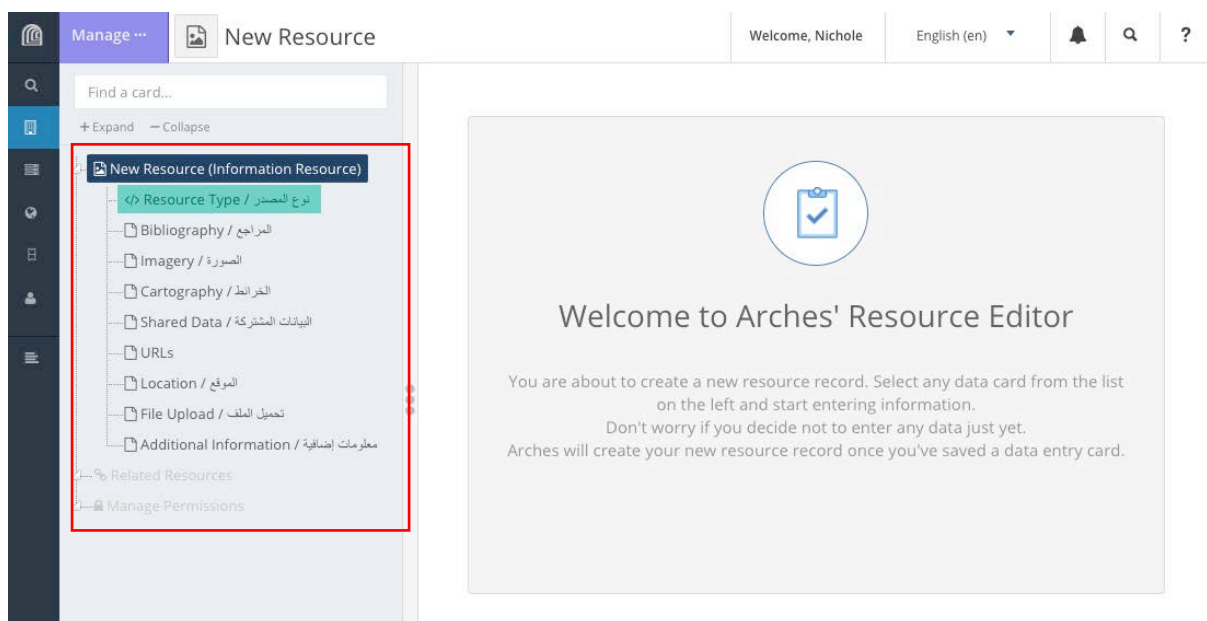 Manage ...
New Resource
Welcome, Nichole
English (en)
?
Find a card...
+ Expand
− Collapse
New Resource (Information Resource)
</> Resource Type / نوع المصدر
Bibliography / المراجع
Imagery / الصورة
Cartography / الخرائط
Shared Data / البيانات المشتركة
URLs
Location / الموقع
File Upload / تحميل الملف
Additional Information / معلومات إضافية
Related Resources
Manage Permissions
Welcome to Arches' Resource Editor
You are about to create a new resource record. Select any data card from the list
on the left and start entering information.
Don't worry if you decide not to enter any data just yet.
Arches will create your new resource record once you've saved a data entry card.